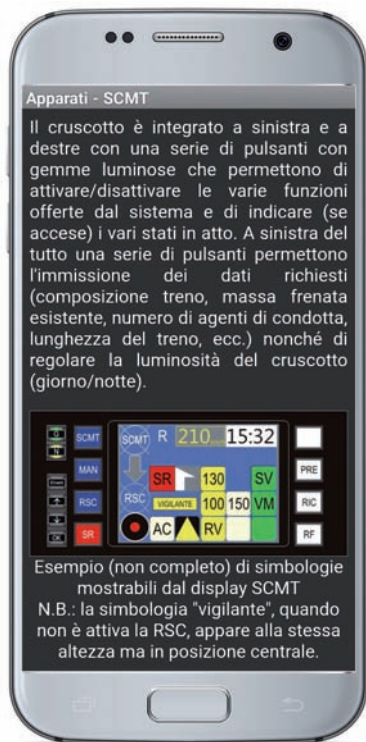 Apparati - SCMT
Il cruscotto è integrato a sinistra e a
destre con una serie di pulsanti con
gemme luminose che permettono di
attivare/disattivare le varie funzioni
offerte dal sistema e di indicare (se
accese) i vari stati in atto. A sinistra del
tutto una serie di pulsanti permettono
l'immissione dei dati richiesti
(composizione treno, massa frenata
esistente, numero di agenti di condotta,
lunghezza del treno, ecc.) nonché di
regolare la luminosità del cruscotto
(giorno/notte).
SCMT SCMT R 210 15:32
MAN SR 130 SV PRE
RSC RSC VIGILANTE 100 150 VM RIC
OK SR AC RV RF
Esempio (non completo) di simbologie
mostrabili dal display SCMT
N.B.: la simbologia "vigilante", quando
non è attiva la RSC, appare alla stessa
altezza ma in posizione centrale.